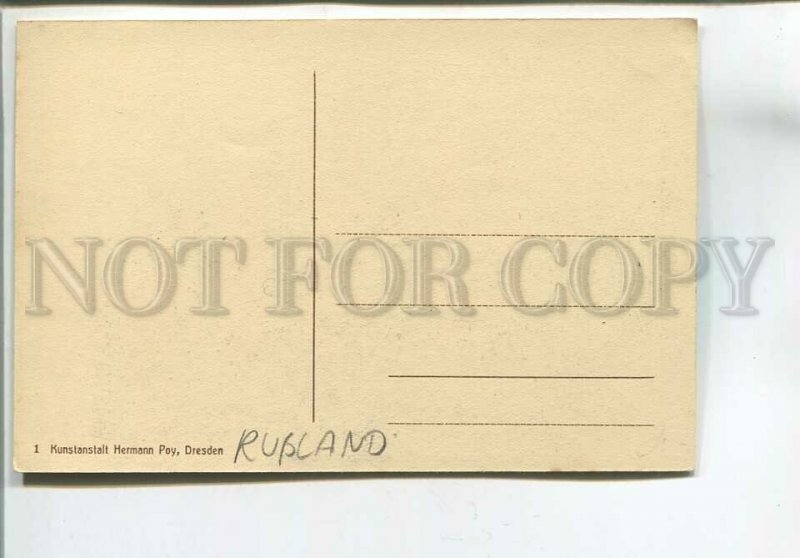 NOT FOR COPY
1 Kunstanstalt Hermann Poy, Dresden RUßLAND